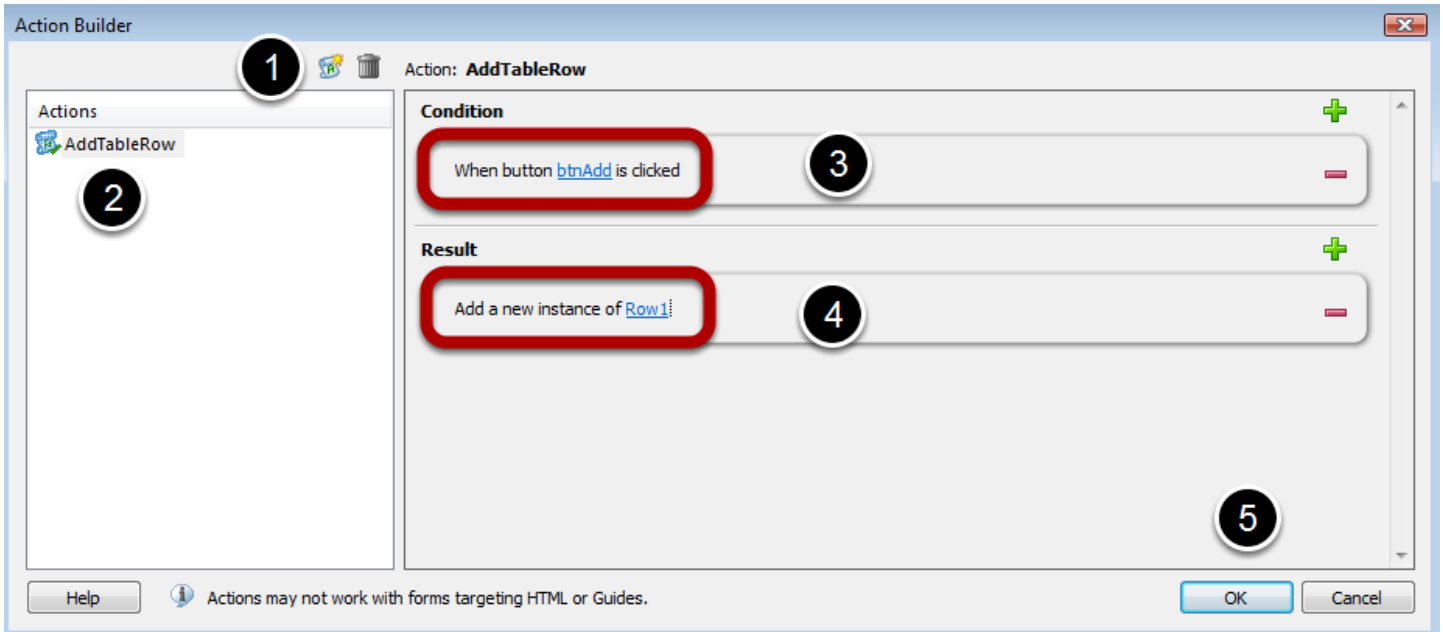 Action Builder
1
Action: AddTableRow
Actions
AddTableRow
2
Condition
When button btnAdd is clicked
3
Result
Add a new instance of Row1
4
5
Help
Actions may not work with forms targeting HTML or Guides.
OK
Cancel